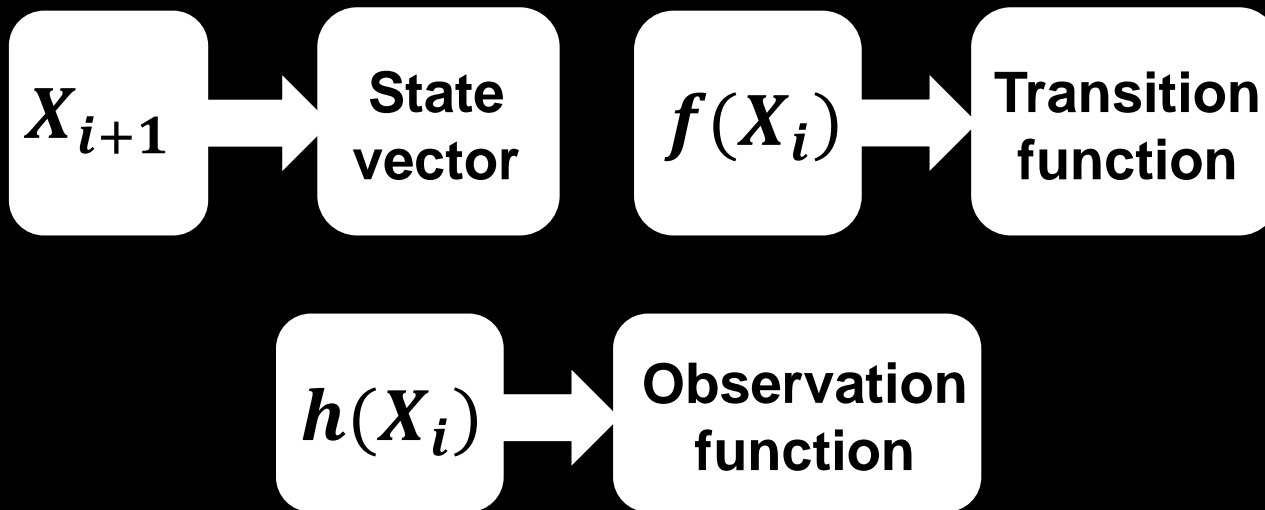 X_{i+1}
State
vector
f(X_i)
Transition
function
h(X_i)
Observation
function